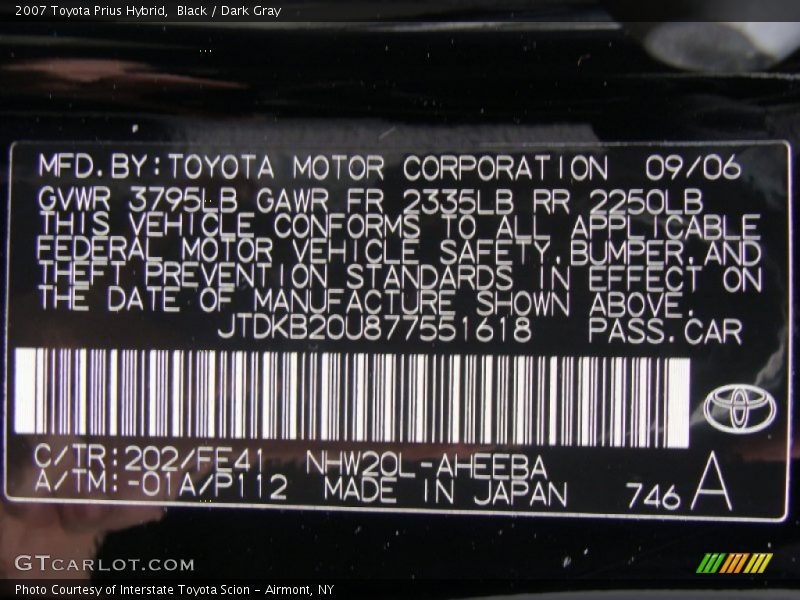 2007 Toyota Prius Hybrid,  Black / Dark Gray
MFD.BY:TOYOTA MOTOR CORPORATION 09/06
GVWR 3795LB GAWR FR 2335LB RR 2250LB
THIS VEHICLE CONFORMS TO ALL APPLICABLE
FEDERAL MOTOR VEHICLE SAFETY.BUMPER.AND
THEFT PREVENTION STANDARDS IN EFFECT ON
THE DATE OF MANUFACTURE SHOWN ABOVE.
JTDKB20U877551618 PASS.CAR
C/TR:202/FE41 NHW20L-AHEEBA
A/TM:-01A/P112 MADE IN JAPAN 746 A
GTCARLOT.COM
Photo Courtesy of Interstate Toyota Scion - Airmont, NY